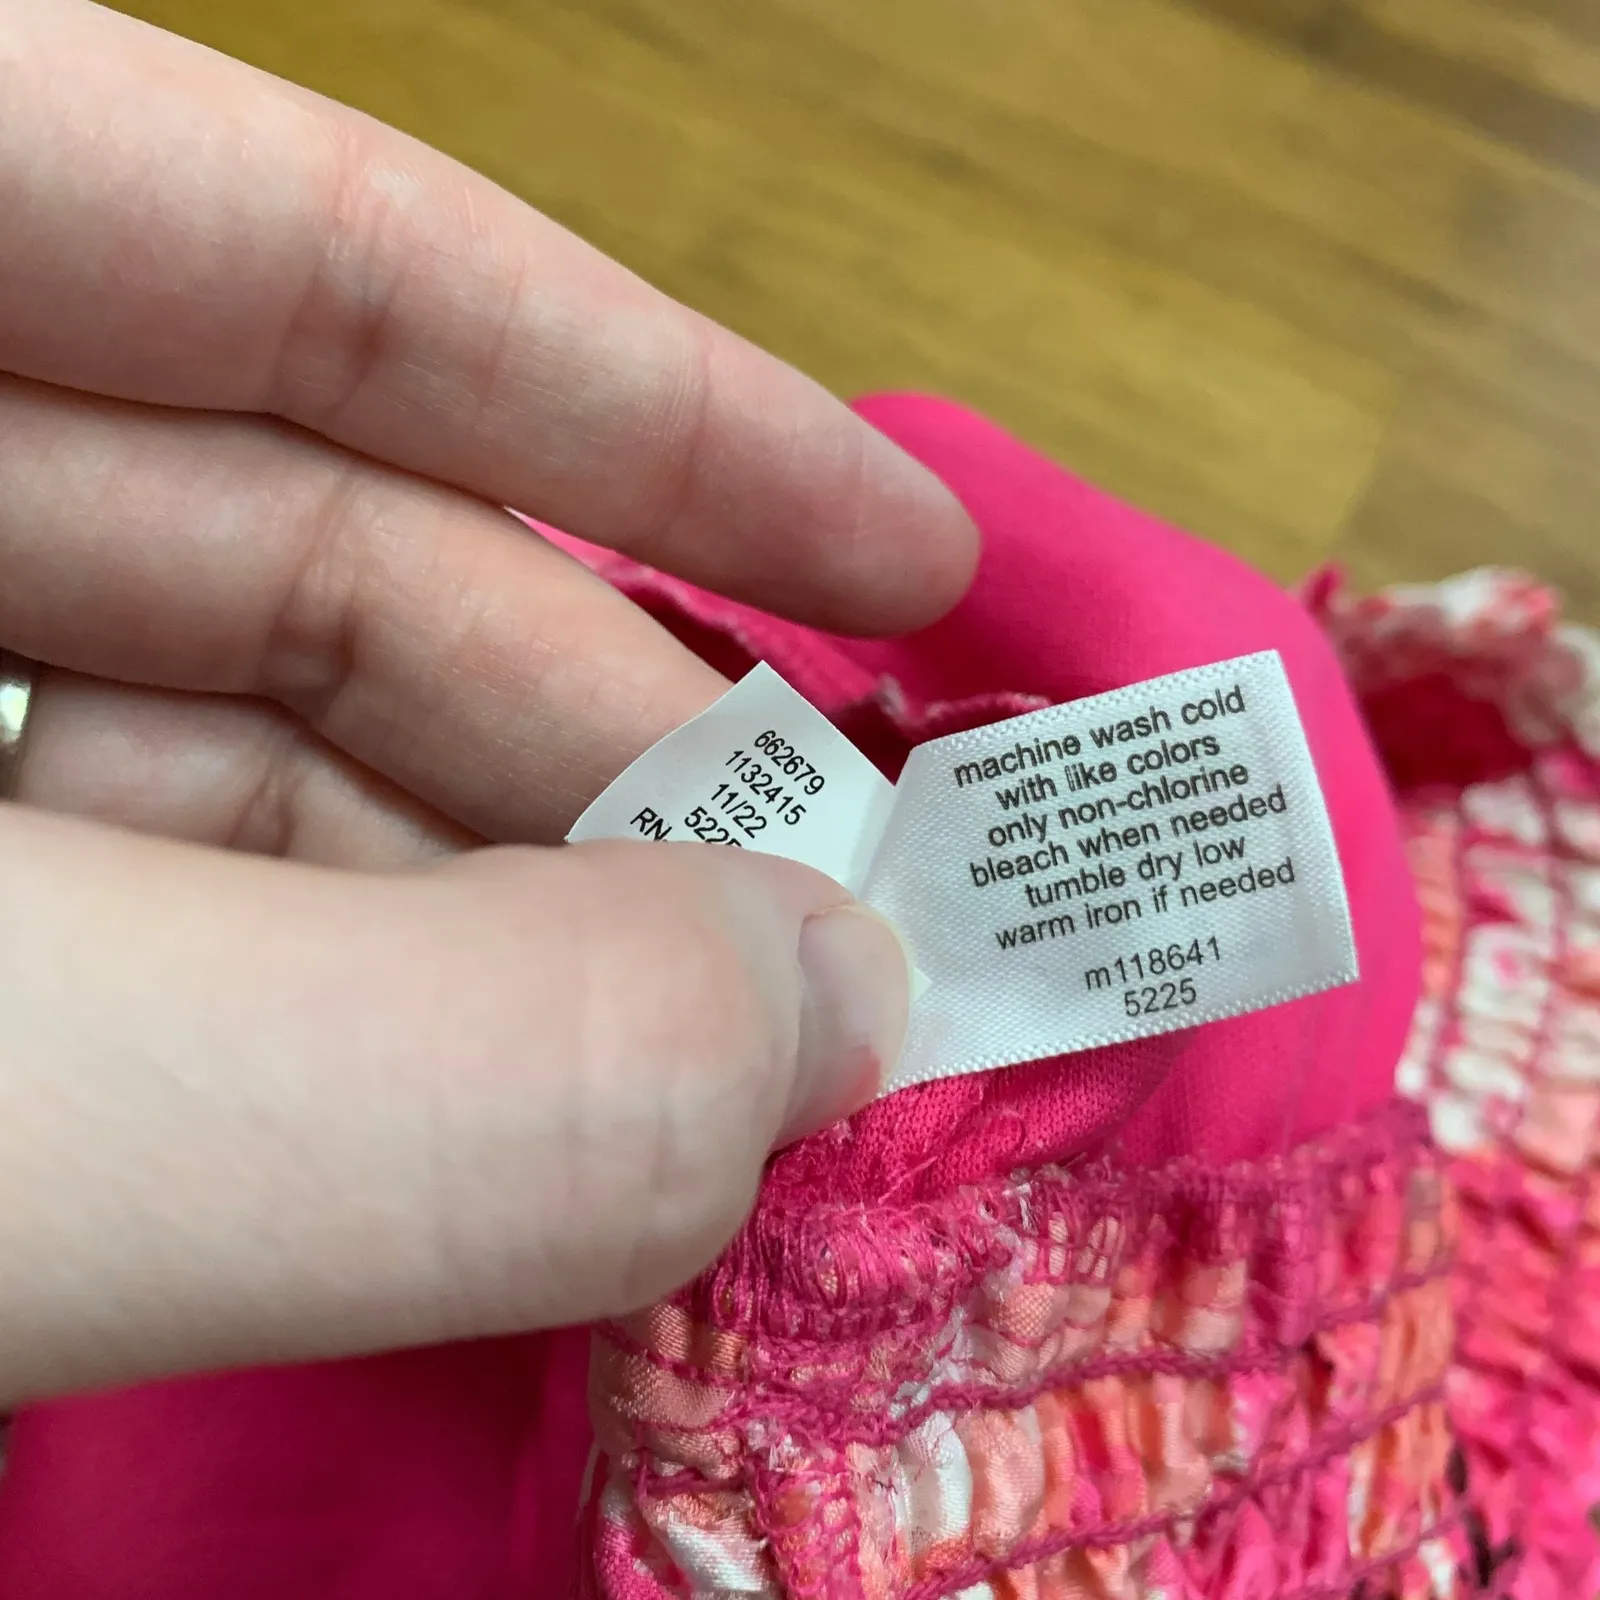 662679
1132415
11/22
RN
machine wash cold
with like colors
only non-chlorine
bleach when needed
tumble dry low
warm iron if needed
m118641
5225